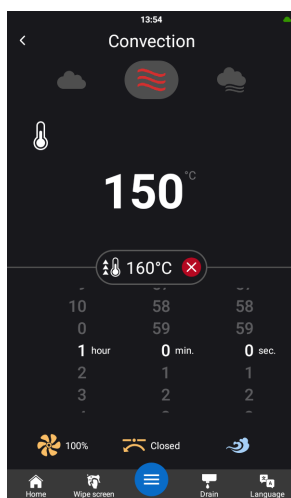 13:54
Convection
150 °C
160°C
10 58 58
0 59 59
1 hour 0 min. 0 sec.
2 1 1
3 2 2
100% Closed
Home Wipe screen Drain Language